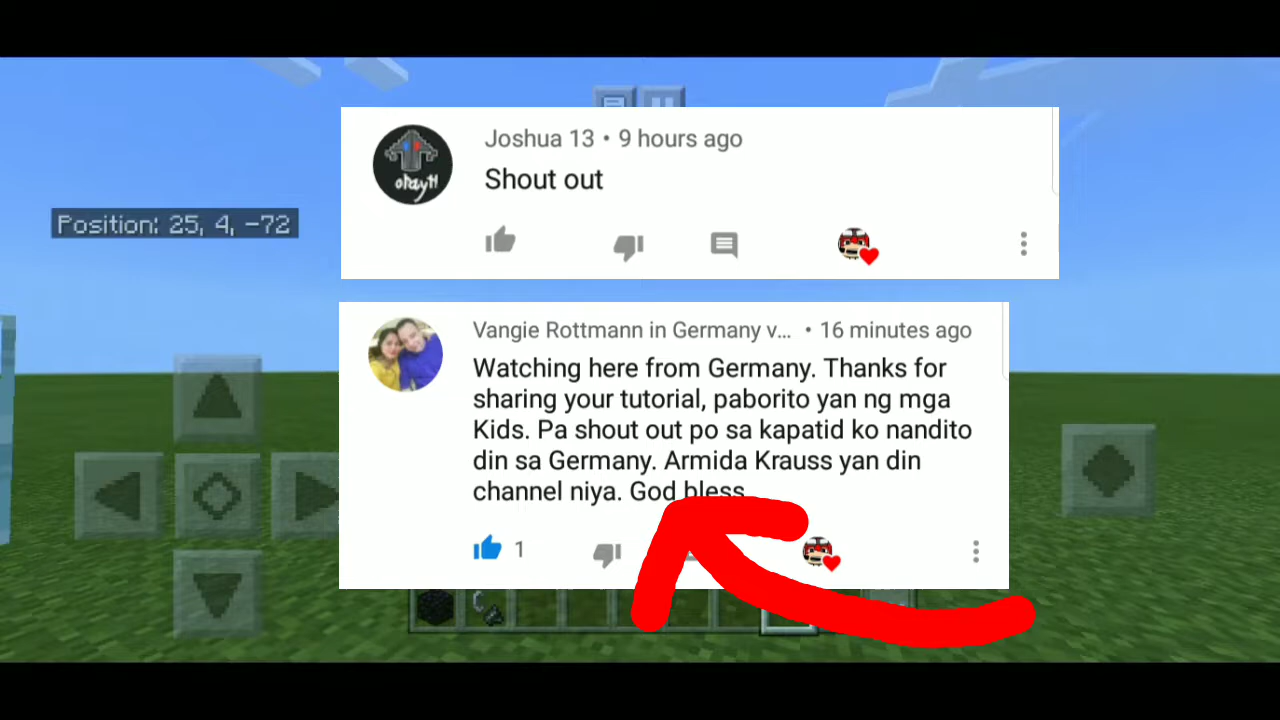 Joshua 13 • 9 hours ago
Shout out
Position: 25, 4, -72
Vangie Rottmann in Germany v... • 16 minutes ago
Watching here from Germany. Thanks for
sharing your tutorial, paborito yan ng mga
Kids. Pa shout out po sa kapatid ko nandito
din sa Germany. Armida Krauss yan din
channel niya. God bless
1